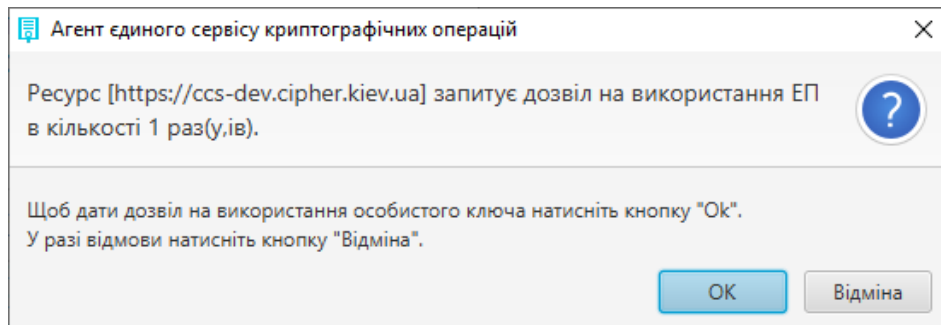 Агент єдиного сервісу криптографічних операцій
Ресурс [https://ccs-dev.cipher.kiev.ua] запитує дозвіл на використання ЕП
в кількості 1 раз(у,ів).
Щоб дати дозвіл на використання особистого ключа натисніть кнопку "Ok".
У разі відмови натисніть кнопку "Відміна".
OK
Відміна